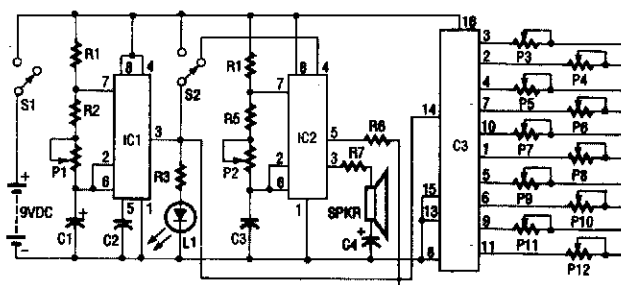 S1
+
9VDC
-
R1
R2
P1
C1
+
8
4
7
IC1
3
2
6
5
1
C2
S2
R3
L1
R1
R5
P2
C3
8
4
7
IC2
5
2
3
6
1
R6
R7
SPKR
+
C4
16
14
C3
15
13
8
3
P3
2
P4
4
P5
7
P6
10
P7
1
P8
5
P9
6
P10
9
P11
11
P12